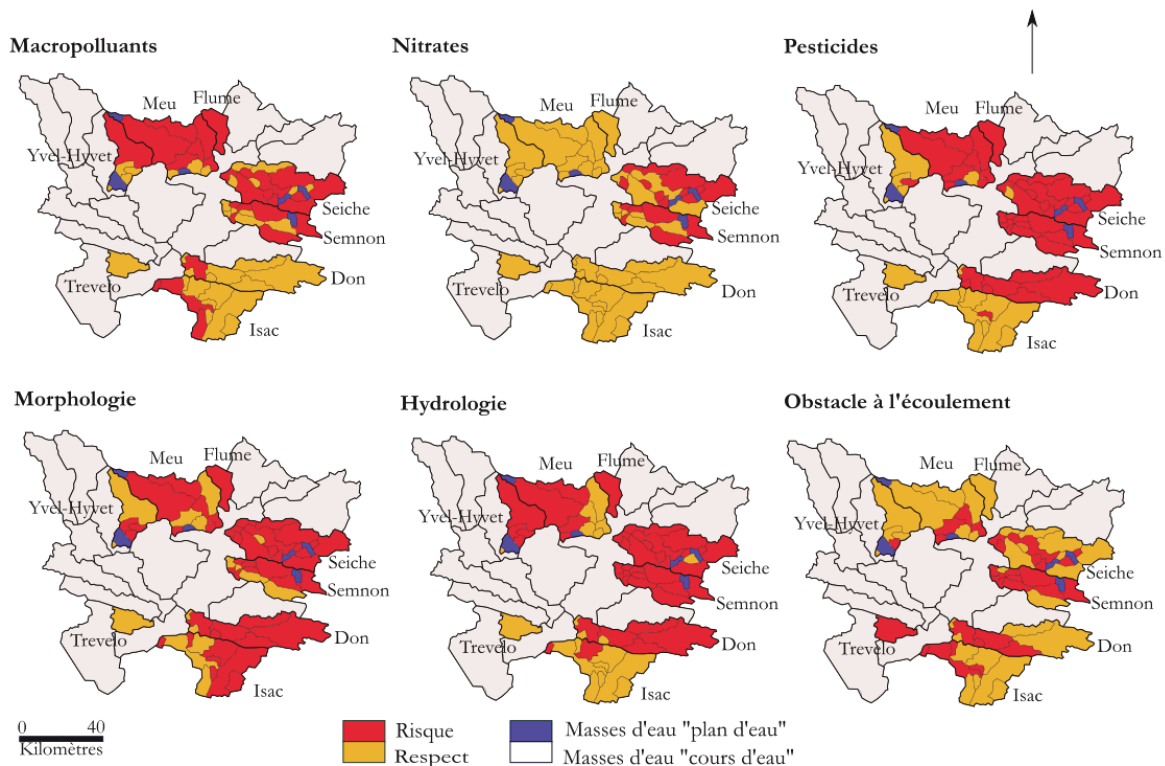 Macropolluants
Meu
Flume
Yvel-Hyvet
Seiche
Semnon
Don
Trevelo
Isac
Nitrates
Meu
Flume
Yvel-Hyvet
Seiche
Semnon
Don
Trevelo
Isac
Pesticides
Meu
Flume
Yvel-Hyvet
Seiche
Semnon
Don
Trevelo
Isac
Morphologie
Meu
Flume
Yvel-Hyvet
Seiche
Semnon
Don
Trevelo
Isac
Hydrologie
Meu
Flume
Yvel-Hyvet
Seiche
Semnon
Don
Trevelo
Isac
Obstacle à l'écoulement
Meu
Flume
Yvel-Hyvet
Seiche
Semnon
Don
Trevelo
Isac
0 40
Kilomètres
Risque
Respect
Masses d'eau "plan d'eau"
Masses d'eau "cours d'eau"